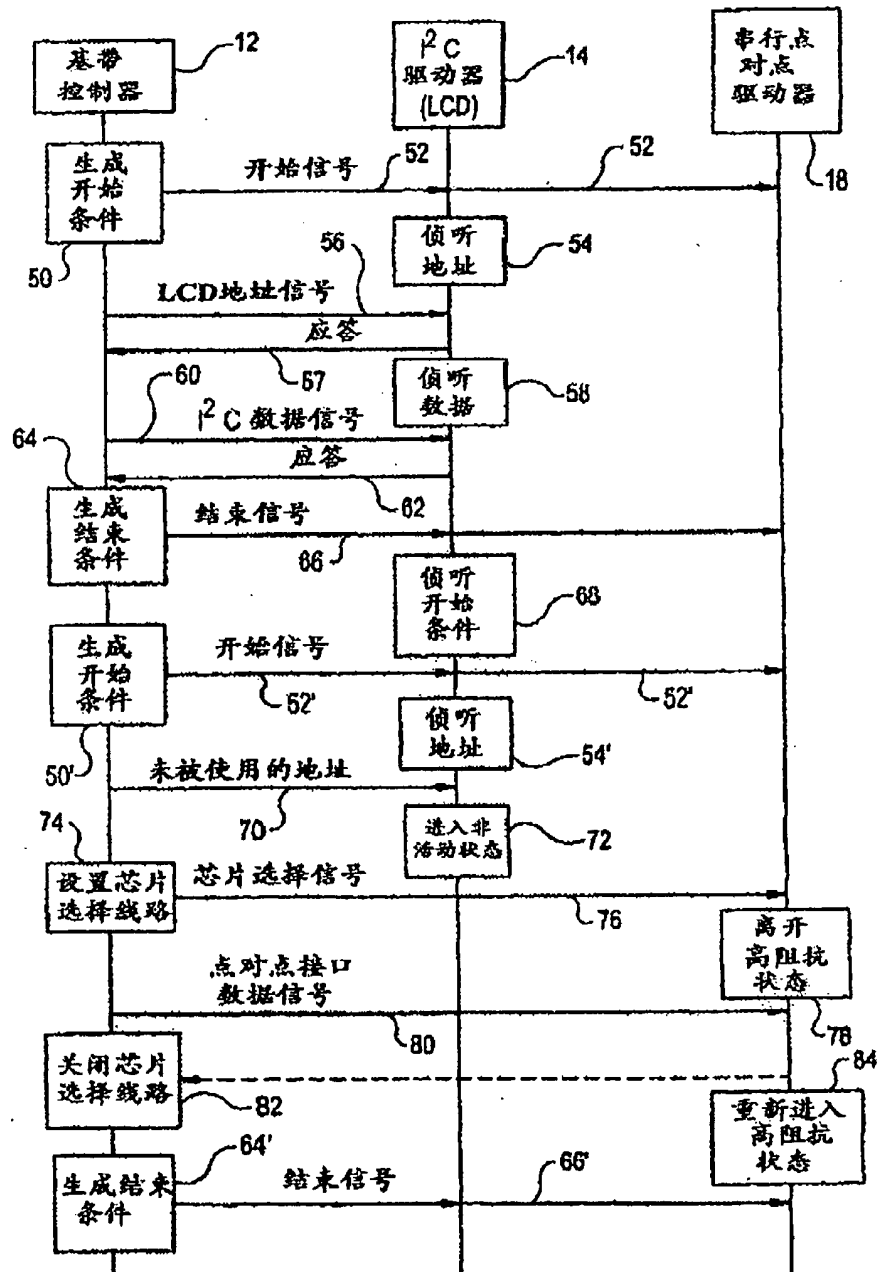 基带
控制器
12
I²C
驱动器
(LCD)
14
串行点
对点
驱动器
18
生成
开始
条件
50
开始信号
52
52
侦听
地址
54
56
LCD地址信号
应答
67
60
侦听
数据
58
I²C数据信号
64
应答
62
生成
结束
条件
结束信号
66
侦听
开始
条件
68
生成
开始
条件
50'
开始信号
52'
52'
侦听
地址
54'
未被使用的地址
70
进入非
活动状态
72
74
设置芯片
选择线路
芯片选择信号
76
离开
高阻抗
状态
78
点对点接口
数据信号
80
关闭芯片
选择线路
82
84
重新进入
高阻抗
状态
64'
生成结束
条件
结束信号
66'